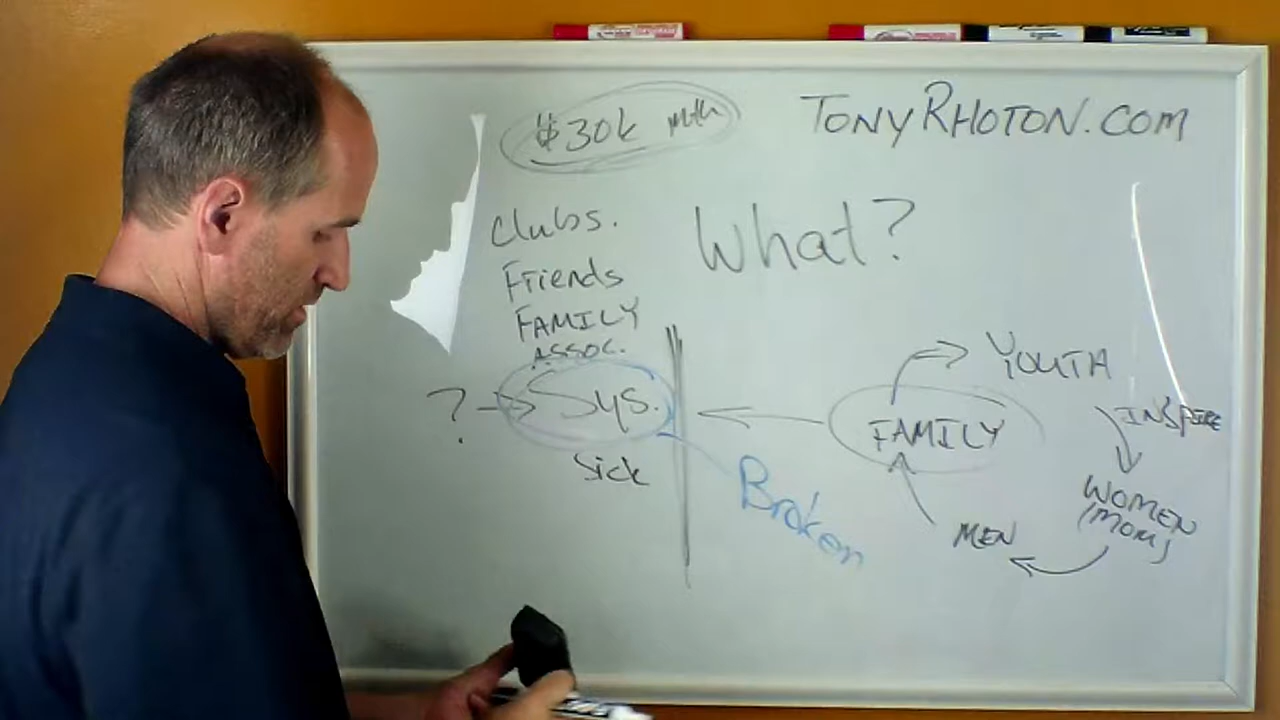 $30k mth
TONYRHOTON.COM
What?
Clubs.
Friends
FAMILY
ASSOC.
? → Sys.
Sick
Broken
FAMILY
YOUTH
INSPIRE
WOMEN
(MOM)
MEN